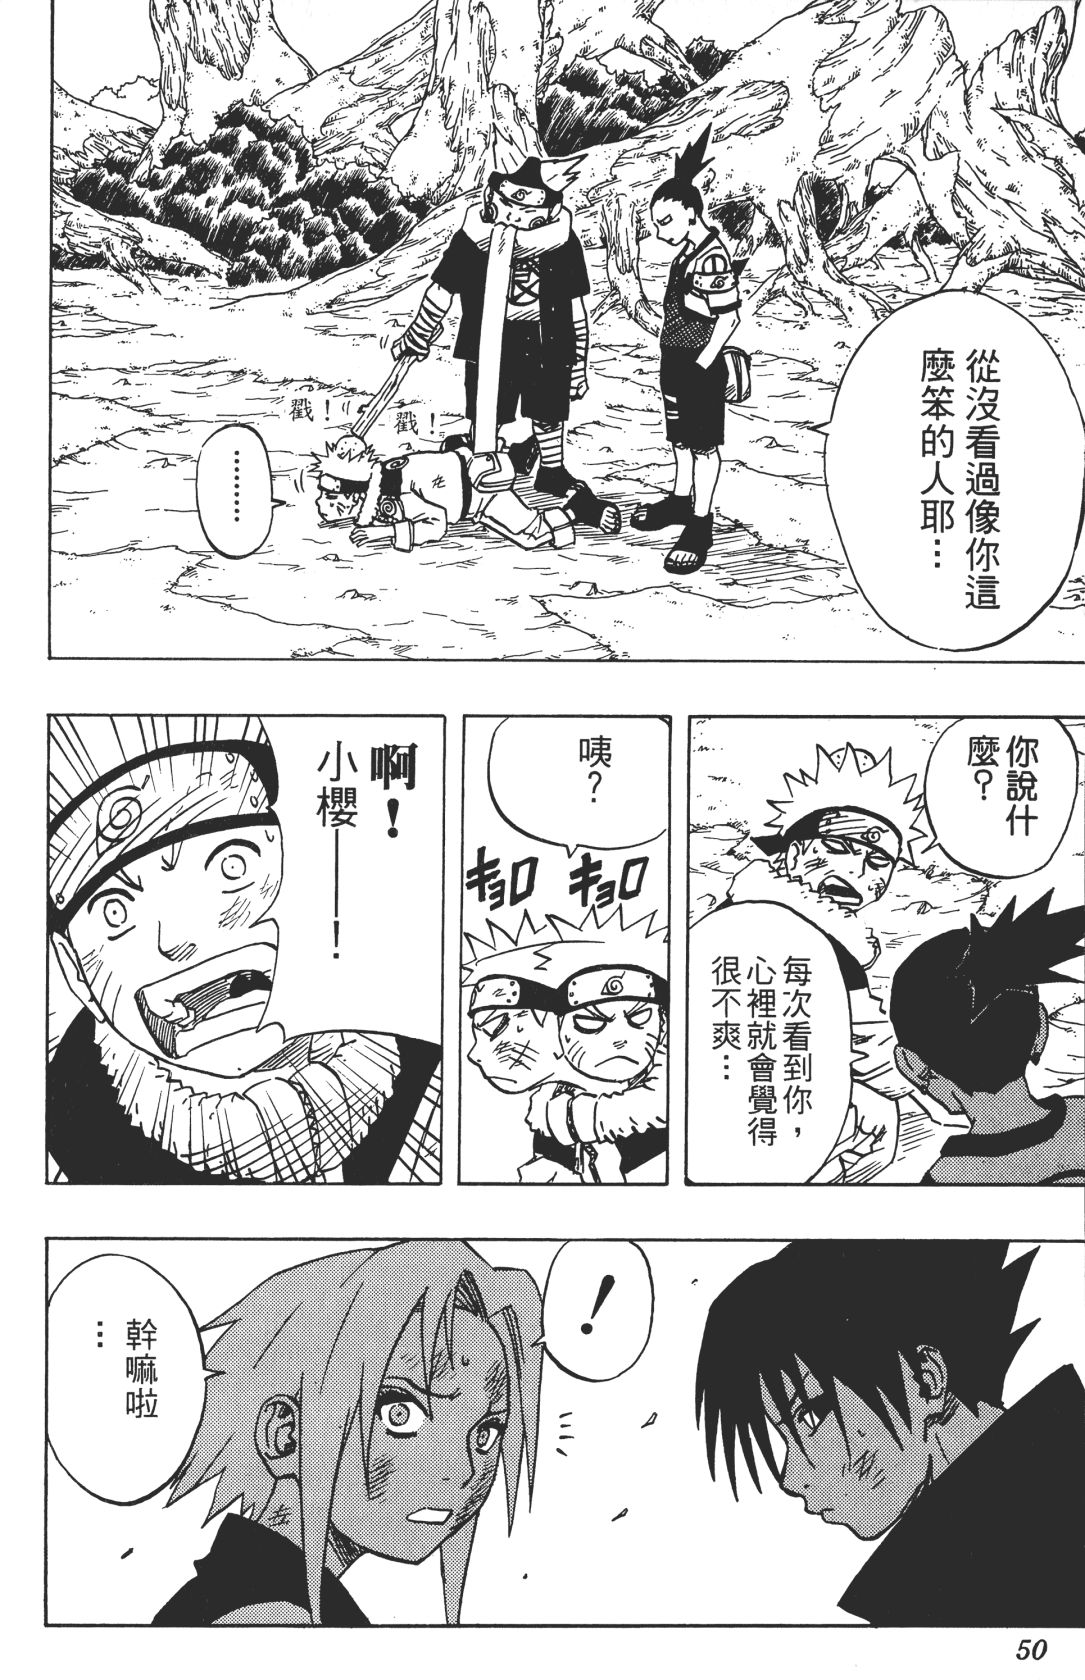 從沒看過像你這
麼笨的人耶…
戳！
戳！
………
你說什
麼？
每次看到你，
心裡就會覺得
很不爽…
咦？
キョロ
キョロ
啊！
小櫻———！
！
幹嘛啦
…
50